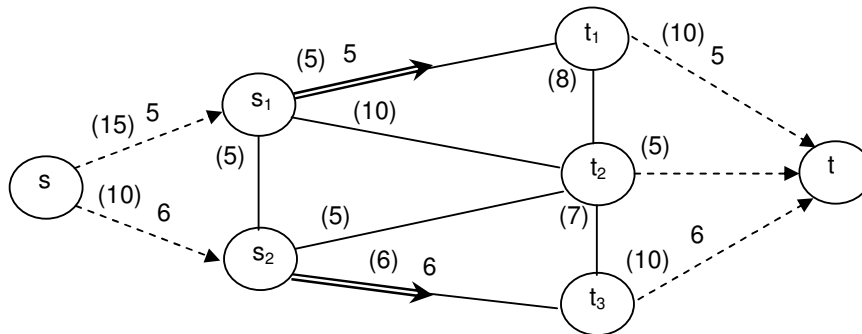 t1
(10)
5
(5) 5
(8)
s1
(10)
(15) 5
(5)
t2 (5)
t
s
(10)
6
(5)
(7)
s2
(6) 6
(10) 6
t3